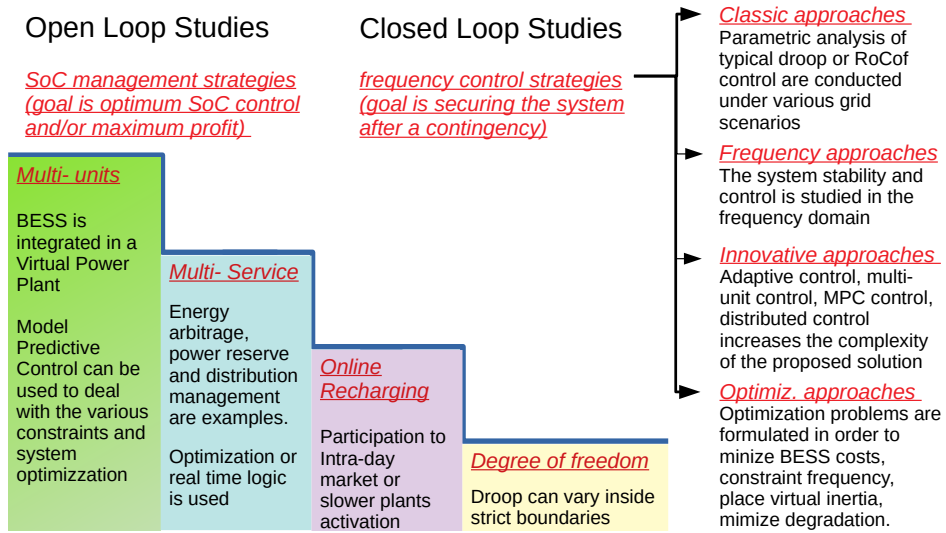 Open Loop Studies
SoC management strategies
(goal is optimum SoC control
and/or maximum profit)
Closed Loop Studies
frequency control strategies
(goal is securing the system
after a contingency)
Multi- units
BESS is
integrated in a
Virtual Power
Plant
Model
Predictive
Control can be
used to deal
with the various
constraints and
system
optimizzation
Multi- Service
Energy
arbitrage,
power reserve
and distribution
management
are examples.
Optimization or
real time logic
is used
Online
Recharging
Participation to
Intra-day
market or
slower plants
activation
Degree of freedom
Droop can vary inside
strict boundaries
Classic approaches
Parametric analysis of
typical droop or RoCof
control are conducted
under various grid
scenarios
Frequency approaches
The system stability and
control is studied in the
frequency domain
Innovative approaches
Adaptive control, multi-
unit control, MPC control,
distributed control
increases the complexity
of the proposed solution
Optimiz. approaches
Optimization problems are
formulated in order to
minize BESS costs,
constraint frequency,
place virtual inertia,
mimize degradation.